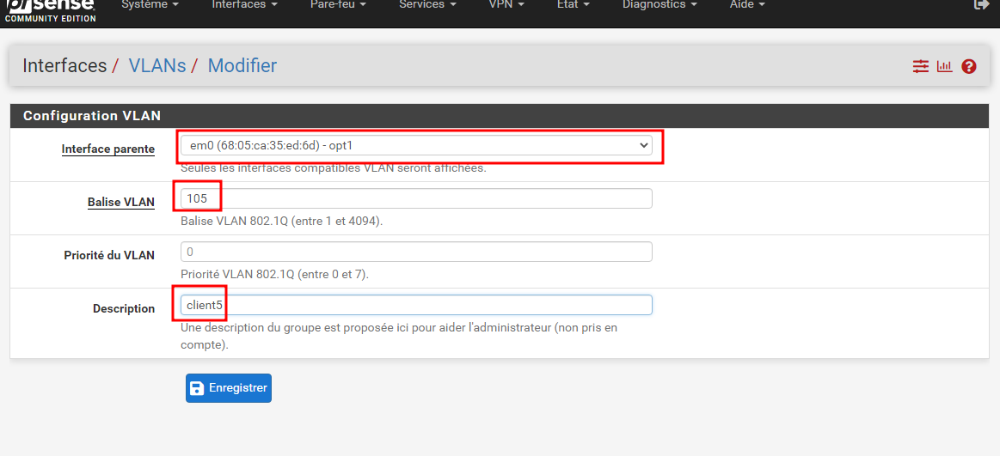 pfsense
COMMUNITY EDITION
Système Interfaces Pare-feu Services VPN État Diagnostics Aide
Interfaces / VLANs / Modifier
Configuration VLAN
Interface parente em0 (68:05:ca:35:ed:6d) - opt1
Seules les interfaces compatibles VLAN seront affichées.
Balise VLAN 105
Balise VLAN 802.1Q (entre 1 et 4094).
Priorité du VLAN 0
Priorité VLAN 802.1Q (entre 0 et 7).
Description client5
Une description du groupe est proposée ici pour aider l'administrateur (non pris en
compte).
Enregistrer